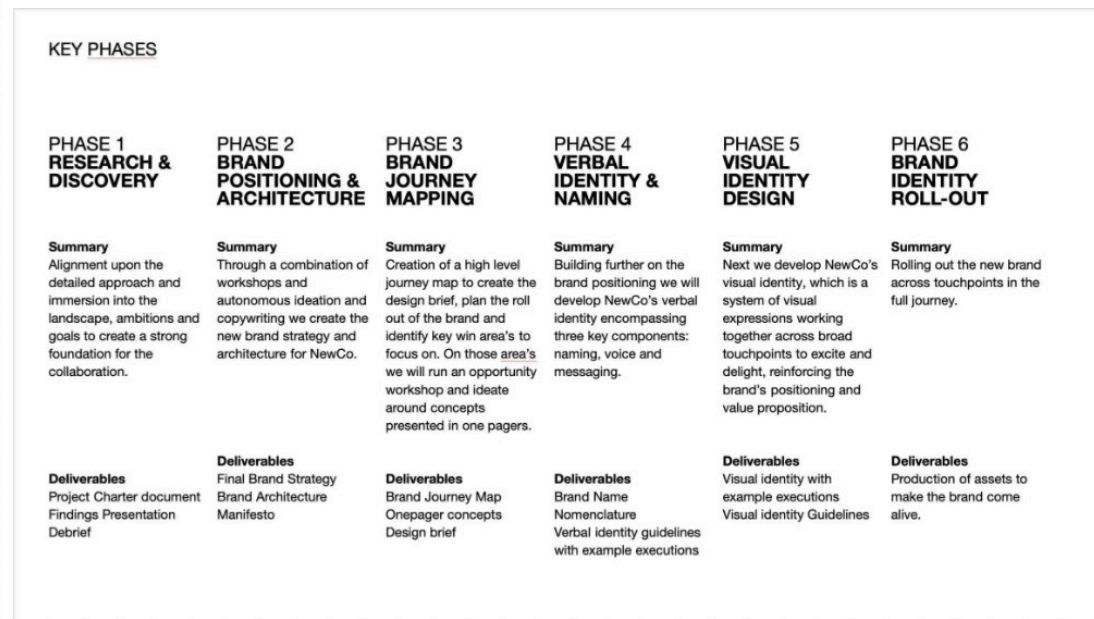 KEY PHASES
PHASE 1
RESEARCH &
DISCOVERY
Summary
Alignment upon the
detailed approach and
immersion into the
landscape, ambitions and
goals to create a strong
foundation for the
collaboration.
Deliverables
Project Charter document
Findings Presentation
Debrief
PHASE 2
BRAND
POSITIONING &
ARCHITECTURE
Summary
Through a combination of
workshops and
autonomous ideation and
copywriting we create the
new brand strategy and
architecture for NewCo.
Deliverables
Final Brand Strategy
Brand Architecture
Manifesto
PHASE 3
BRAND
JOURNEY
MAPPING
Summary
Creation of a high level
journey map to create the
design brief, plan the roll
out of the brand and
identify key win area's to
focus on. On those area's
we will run an opportunity
workshop and ideate
around concepts
presented in one pagers.
Deliverables
Brand Journey Map
Onepager concepts
Design brief
PHASE 4
VERBAL
IDENTITY &
NAMING
Summary
Building further on the
brand positioning we will
develop NewCo's verbal
identity encompassing
three key components:
naming, voice and
messaging.
Deliverables
Brand Name
Nomenclature
Verbal identity guidelines
with example executions
PHASE 5
VISUAL
IDENTITY
DESIGN
Summary
Next we develop NewCo's
visual identity, which is a
system of visual
expressions working
together across broad
touchpoints to excite and
delight, reinforcing the
brand's positioning and
value proposition.
Deliverables
Visual identity with
example executions
Visual identity Guidelines
PHASE 6
BRAND
IDENTITY
ROLL-OUT
Summary
Rolling out the new brand
across touchpoints in the
full journey.
Deliverables
Production of assets to
make the brand come
alive.